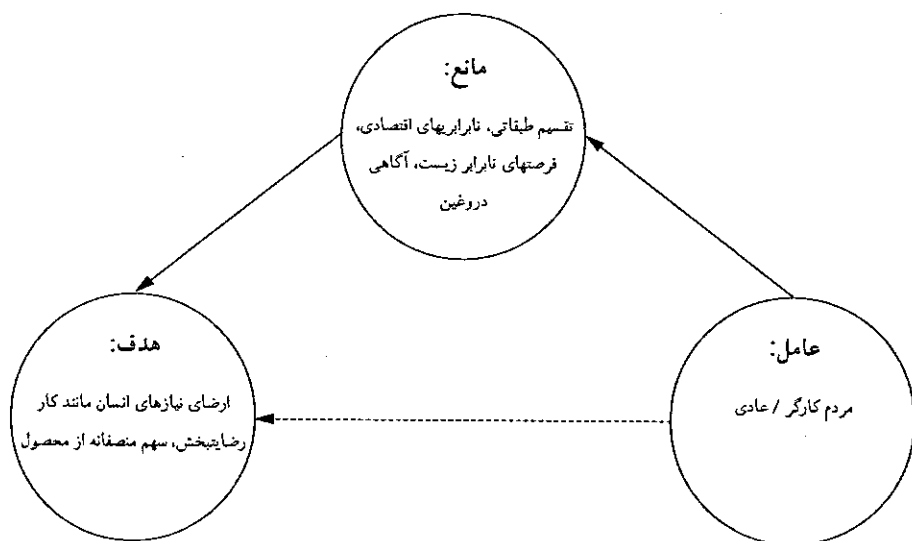 مانع:
تقسیم طبقاتی، نابرابریهای اقتصادی،
فرصتهای نابرابر زیست، آگاهی
دروغین
عامل:
مردم کارگر / عادی
هدف:
ارضای نیازهای انسان مانند کار
رضایتبخش، سهم منصفانه از محصول